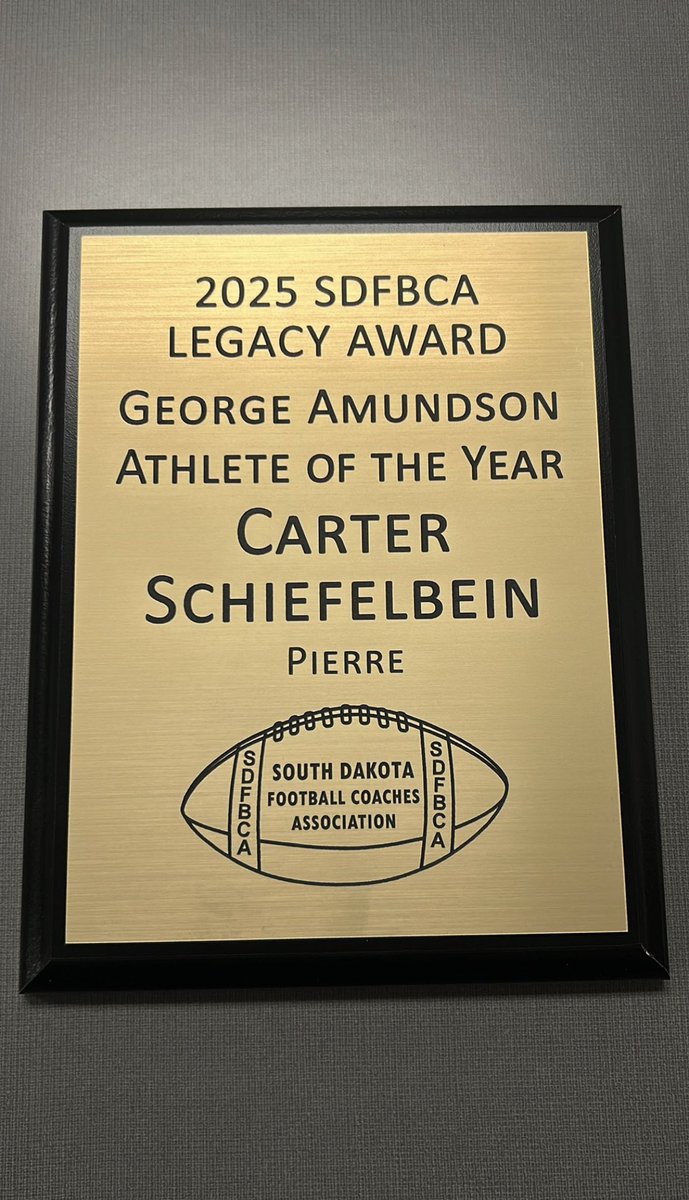 2025 SDFBCA
LEGACY AWARD
GEORGE AMUNDSON
ATHLETE OF THE YEAR
CARTER
SCHIEFELBEIN
PIERRE
SDFBCA
SOUTH DAKOTA
FOOTBALL COACHES
ASSOCIATION
SDFBCA